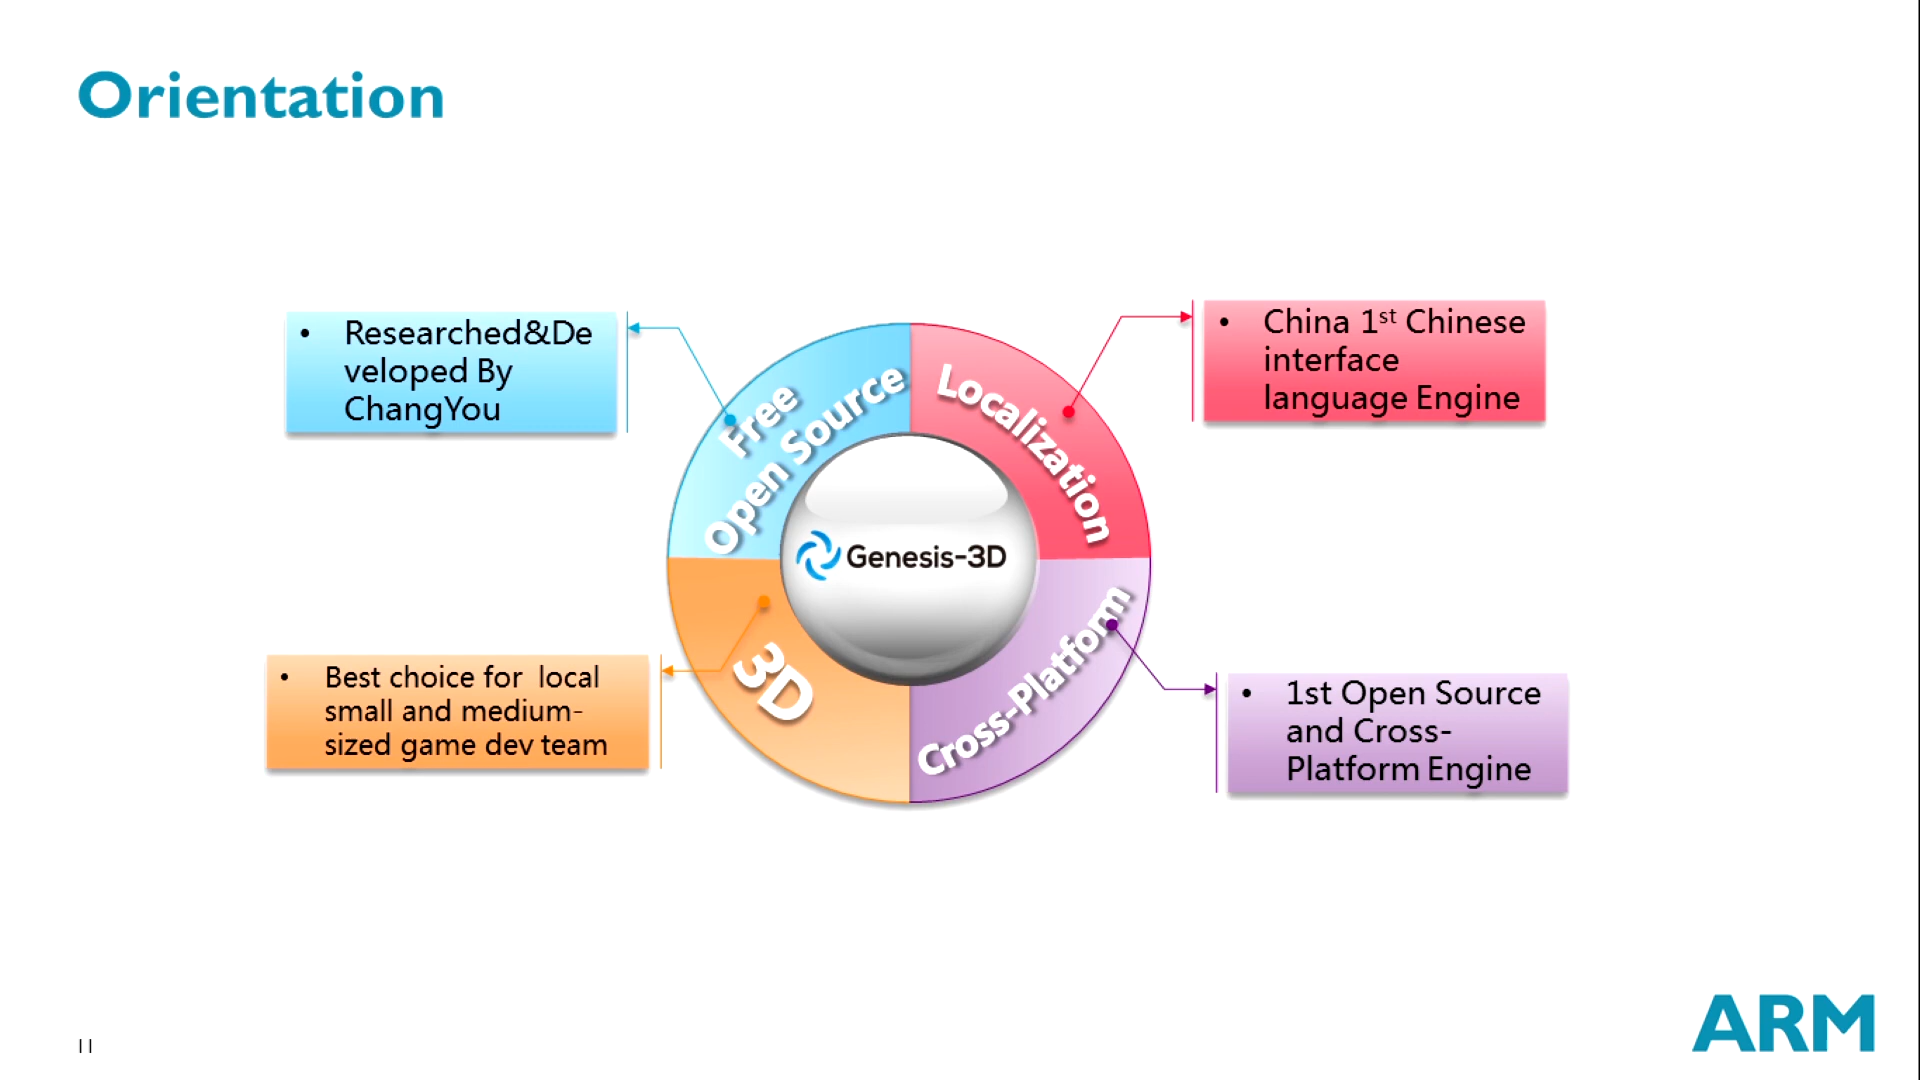 Orientation
• Researched&De
veloped By
ChangYou
• China 1st Chinese
interface
language Engine
Free
Open Source
Localization
Genesis-3D
3D
Cross-Platform
• Best choice for  local
small and medium-
sized game dev team
• 1st Open Source
and Cross-
Platform Engine
11
ARM